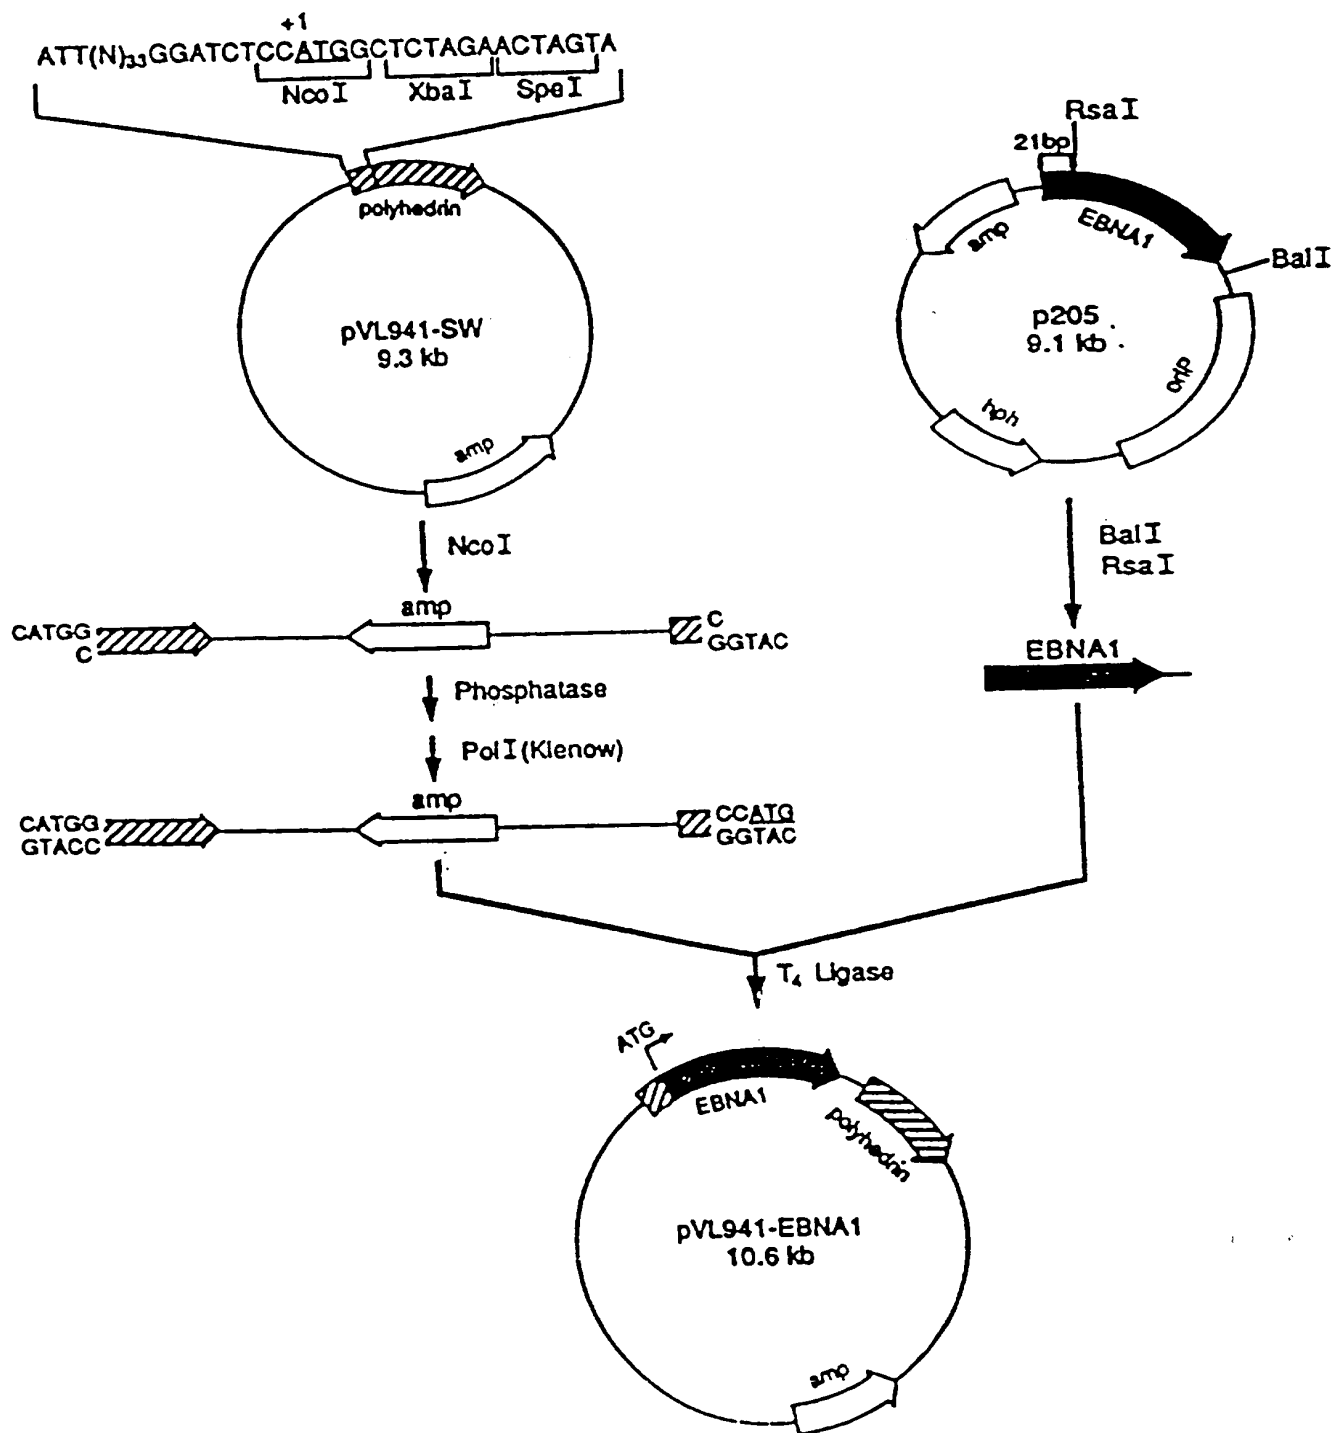 +1
ATT(N)₃₃GGATCTCCATGGCTCTAGAACTAGTA
NcoI
XbaI
SpeI
polyhedrin
pVL941-SW
9.3 kb
amp
RsaI
21bp
EBNA1
amp
BalI
p205
9.1 kb
oriP
hph
NcoI
BalI
RsaI
amp
CATGG
C
C
GGTAC
EBNA1
Phosphatase
PolI(Klenow)
amp
CATGG
GTACC
CCATG
GGTAC
T₄ Ligase
ATG
EBNA1
polyhedrin
pVL941-EBNA1
10.6 kb
amp